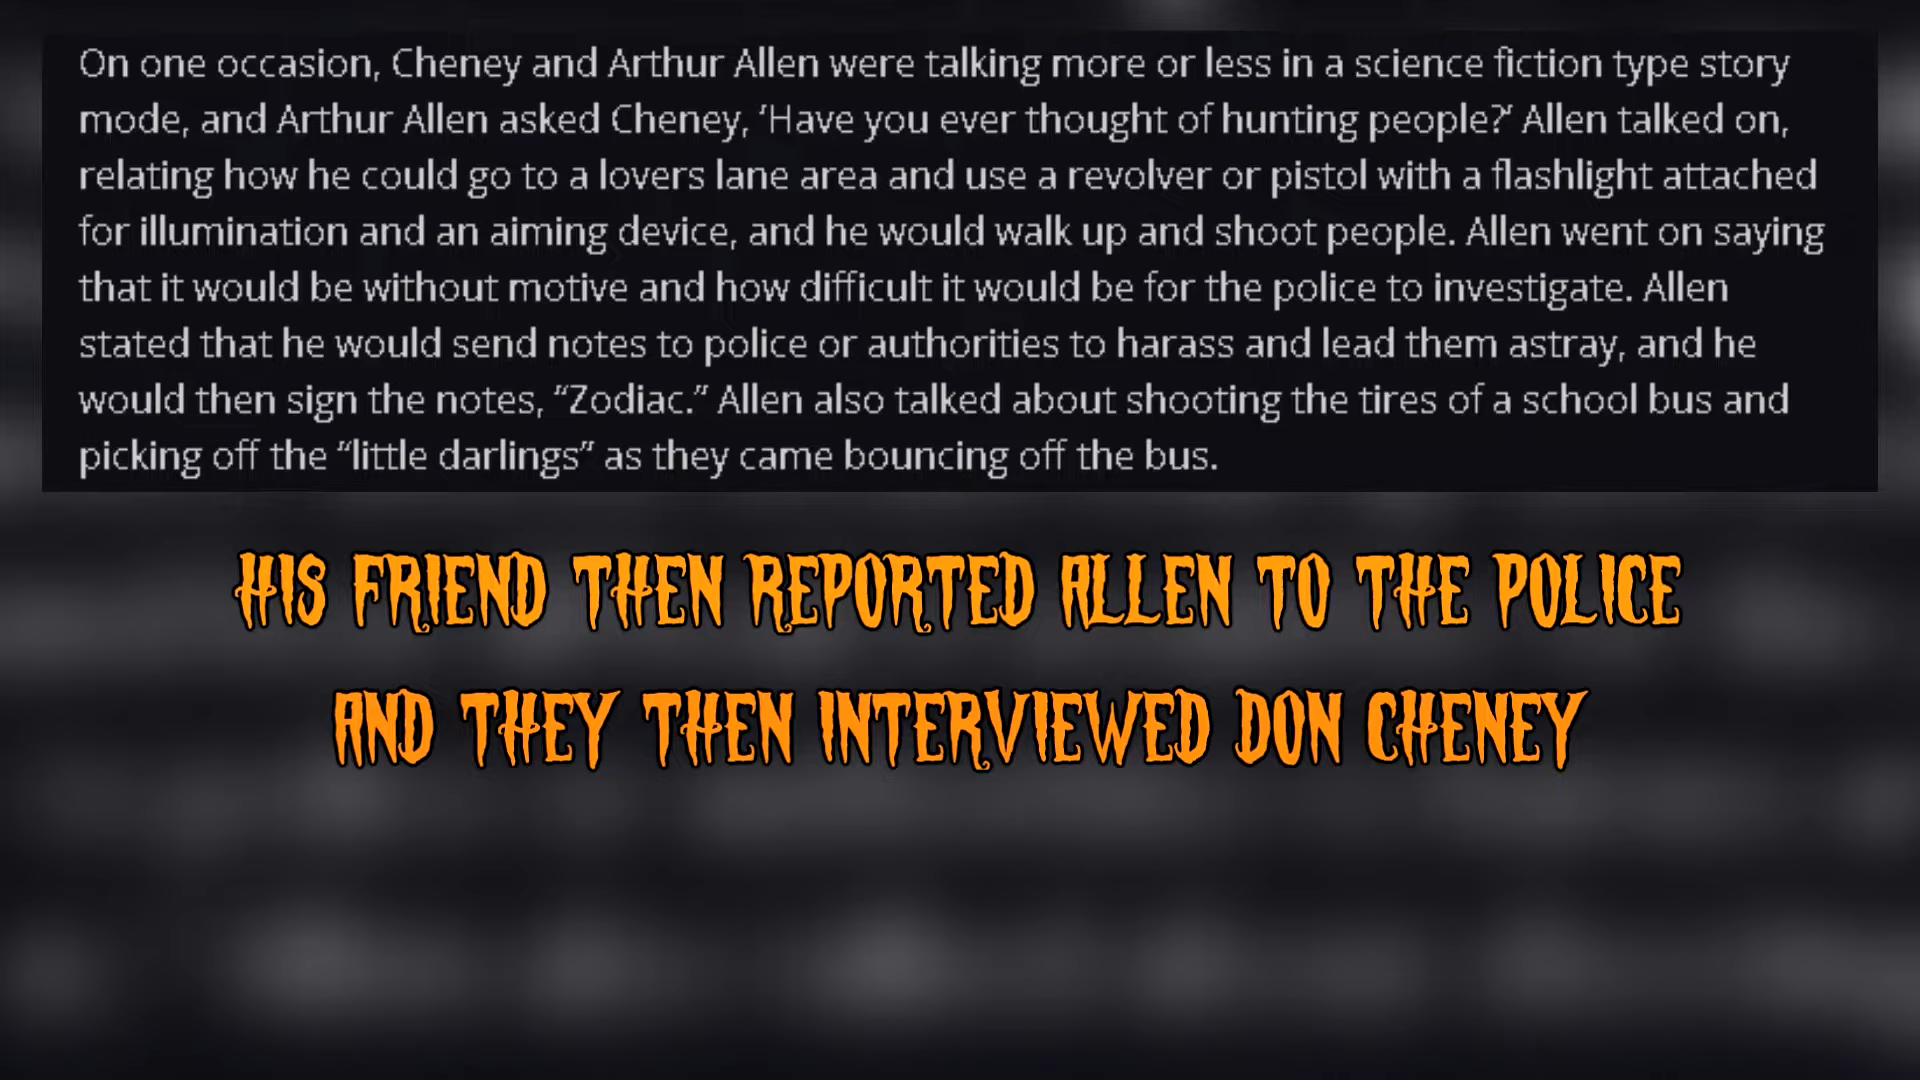 On one occasion, Cheney and Arthur Allen were talking more or less in a science fiction type story
mode, and Arthur Allen asked Cheney, ‘Have you ever thought of hunting people?’ Allen talked on,
relating how he could go to a lovers lane area and use a revolver or pistol with a flashlight attached
for illumination and an aiming device, and he would walk up and shoot people. Allen went on saying
that it would be without motive and how difficult it would be for the police to investigate. Allen
stated that he would send notes to police or authorities to harass and lead them astray, and he
would then sign the notes, “Zodiac.” Allen also talked about shooting the tires of a school bus and
picking off the “little darlings” as they came bouncing off the bus.
HIS FRIEND THEN REPORTED ALLEN TO THE POLICE
AND THEY THEN INTERVIEWED DON CHENEY